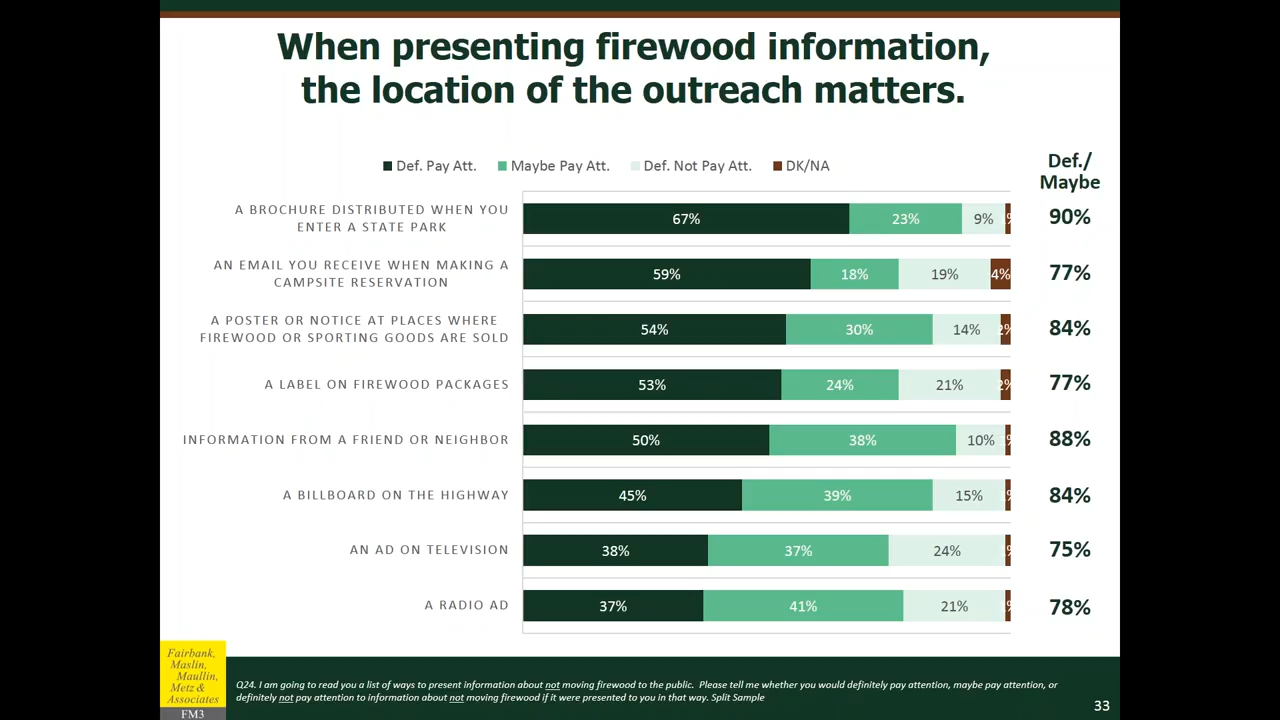 When presenting firewood information,
the location of the outreach matters.
Def. Pay Att. Maybe Pay Att. Def. Not Pay Att. DK/NA
Def./
Maybe
A BROCHURE DISTRIBUTED WHEN YOU
ENTER A STATE PARK
67% 23% 9% 90%
AN EMAIL YOU RECEIVE WHEN MAKING A
CAMPSITE RESERVATION
59% 18% 19% 4% 77%
A POSTER OR NOTICE AT PLACES WHERE
FIREWOOD OR SPORTING GOODS ARE SOLD
54% 30% 14% 2% 84%
A LABEL ON FIREWOOD PACKAGES
53% 24% 21% 2% 77%
INFORMATION FROM A FRIEND OR NEIGHBOR
50% 38% 10% 88%
A BILLBOARD ON THE HIGHWAY
45% 39% 15% 84%
AN AD ON TELEVISION
38% 37% 24% 75%
A RADIO AD
37% 41% 21% 78%
Fairbank,
Maslin,
Maullin,
Metz &
Associates
FM3
Q24. I am going to read you a list of ways to present information about not moving firewood to the public. Please tell me whether you would definitely pay attention, maybe pay attention, or
definitely not pay attention to information about not moving firewood if it were presented to you in that way. Split Sample
33